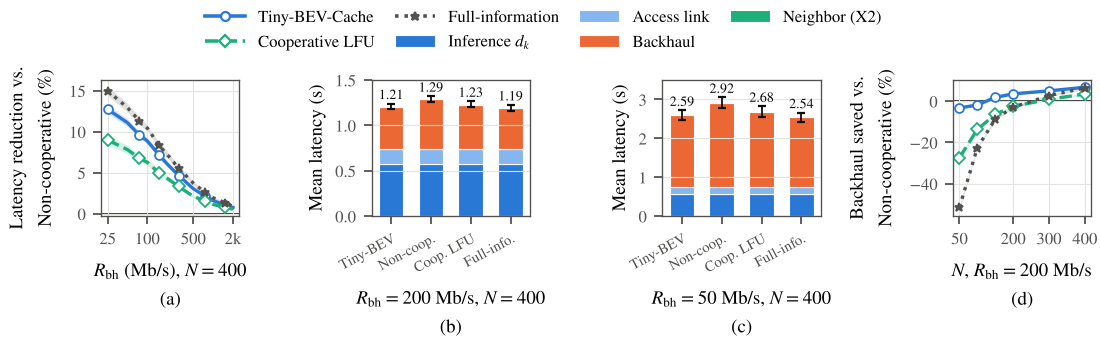 Tiny-BEV-Cache
Full-information
Access link
Neighbor (X2)
Cooperative LFU
Inference dₖ
Backhaul
Latency reduction vs.
Non-cooperative (%)
15
10
5
0
25
100
500
2k
R_bh (Mb/s), N = 400
(a)
Mean latency (s)
1.5
1.0
0.5
0.0
1.21
1.29
1.23
1.19
Tiny-BEV
Non-coop.
Coop. LFU
Full-info.
R_bh = 200 Mb/s, N = 400
(b)
Mean latency (s)
3
2
1
0
2.59
2.92
2.68
2.54
Tiny-BEV
Non-coop.
Coop. LFU
Full-info.
R_bh = 50 Mb/s, N = 400
(c)
Backhaul saved vs.
Non-cooperative (%)
0
−20
−40
50
200
300
400
N, R_bh = 200 Mb/s
(d)